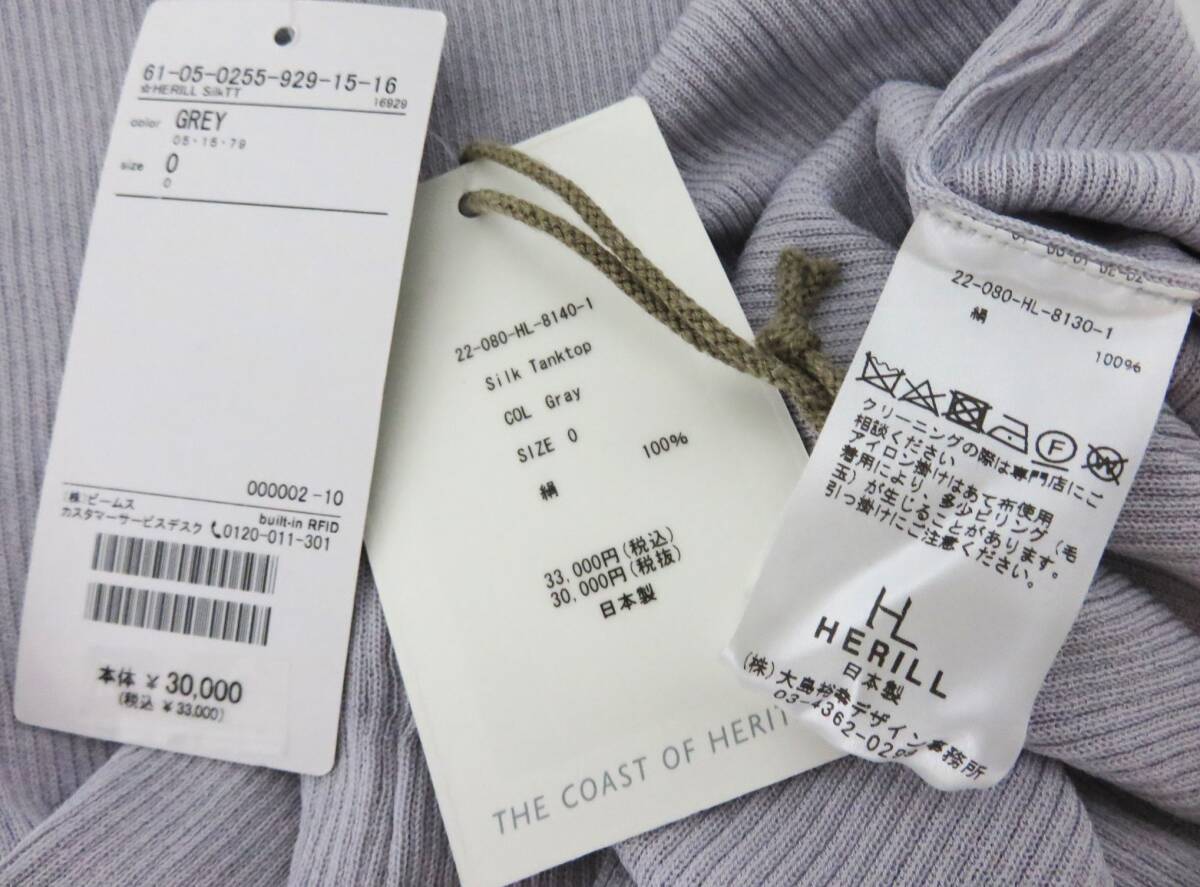 61-05-0255-929-15-16
☆HERILL SilkTT
16929
color GREY
05・15・79
size 0
0
000002-10
(株)ビームス
built-in RFID
カスタマーサービスデスク 0120-011-301
本体 ¥ 30,000
(税込 ¥33,000)
22-080-HL-8140-1
Silk Tanktop
COL Gray
SIZE 0
絹 100%
33,000円(税込)
30,000円(税抜)
日本製
THE COAST OF HERIT
22-080-HL-8130-1
絹
100%
F
W
クリーニングの際は専門店にご
相談ください
アイロン掛けはあて布使用
着用により、多少ピリング(毛
玉)が生じることがあります。
引っ掛けにご注意ください。
HL
HERILL
日本製
(株)大島紗染デザイン事務所
03-4362-029